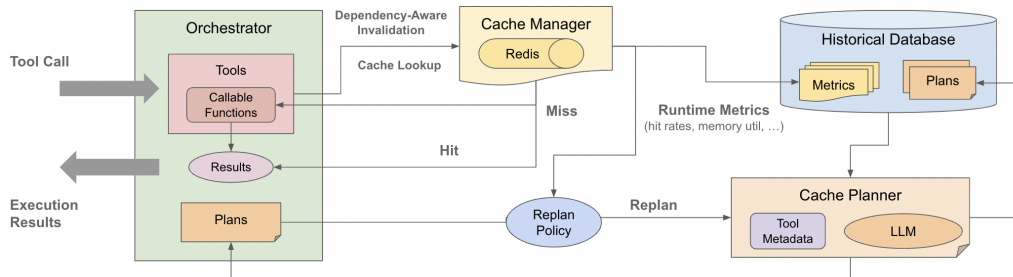 Orchestrator
Tool Call
Tools
Callable
Functions
Results
Execution
Results
Plans
Dependency-Aware
Invalidation
Cache Lookup
Cache Manager
Redis
Miss
Hit
Runtime Metrics
(hit rates, memory util, …)
Historical Database
Metrics
Plans
Replan
Policy
Replan
Cache Planner
Tool
Metadata
LLM